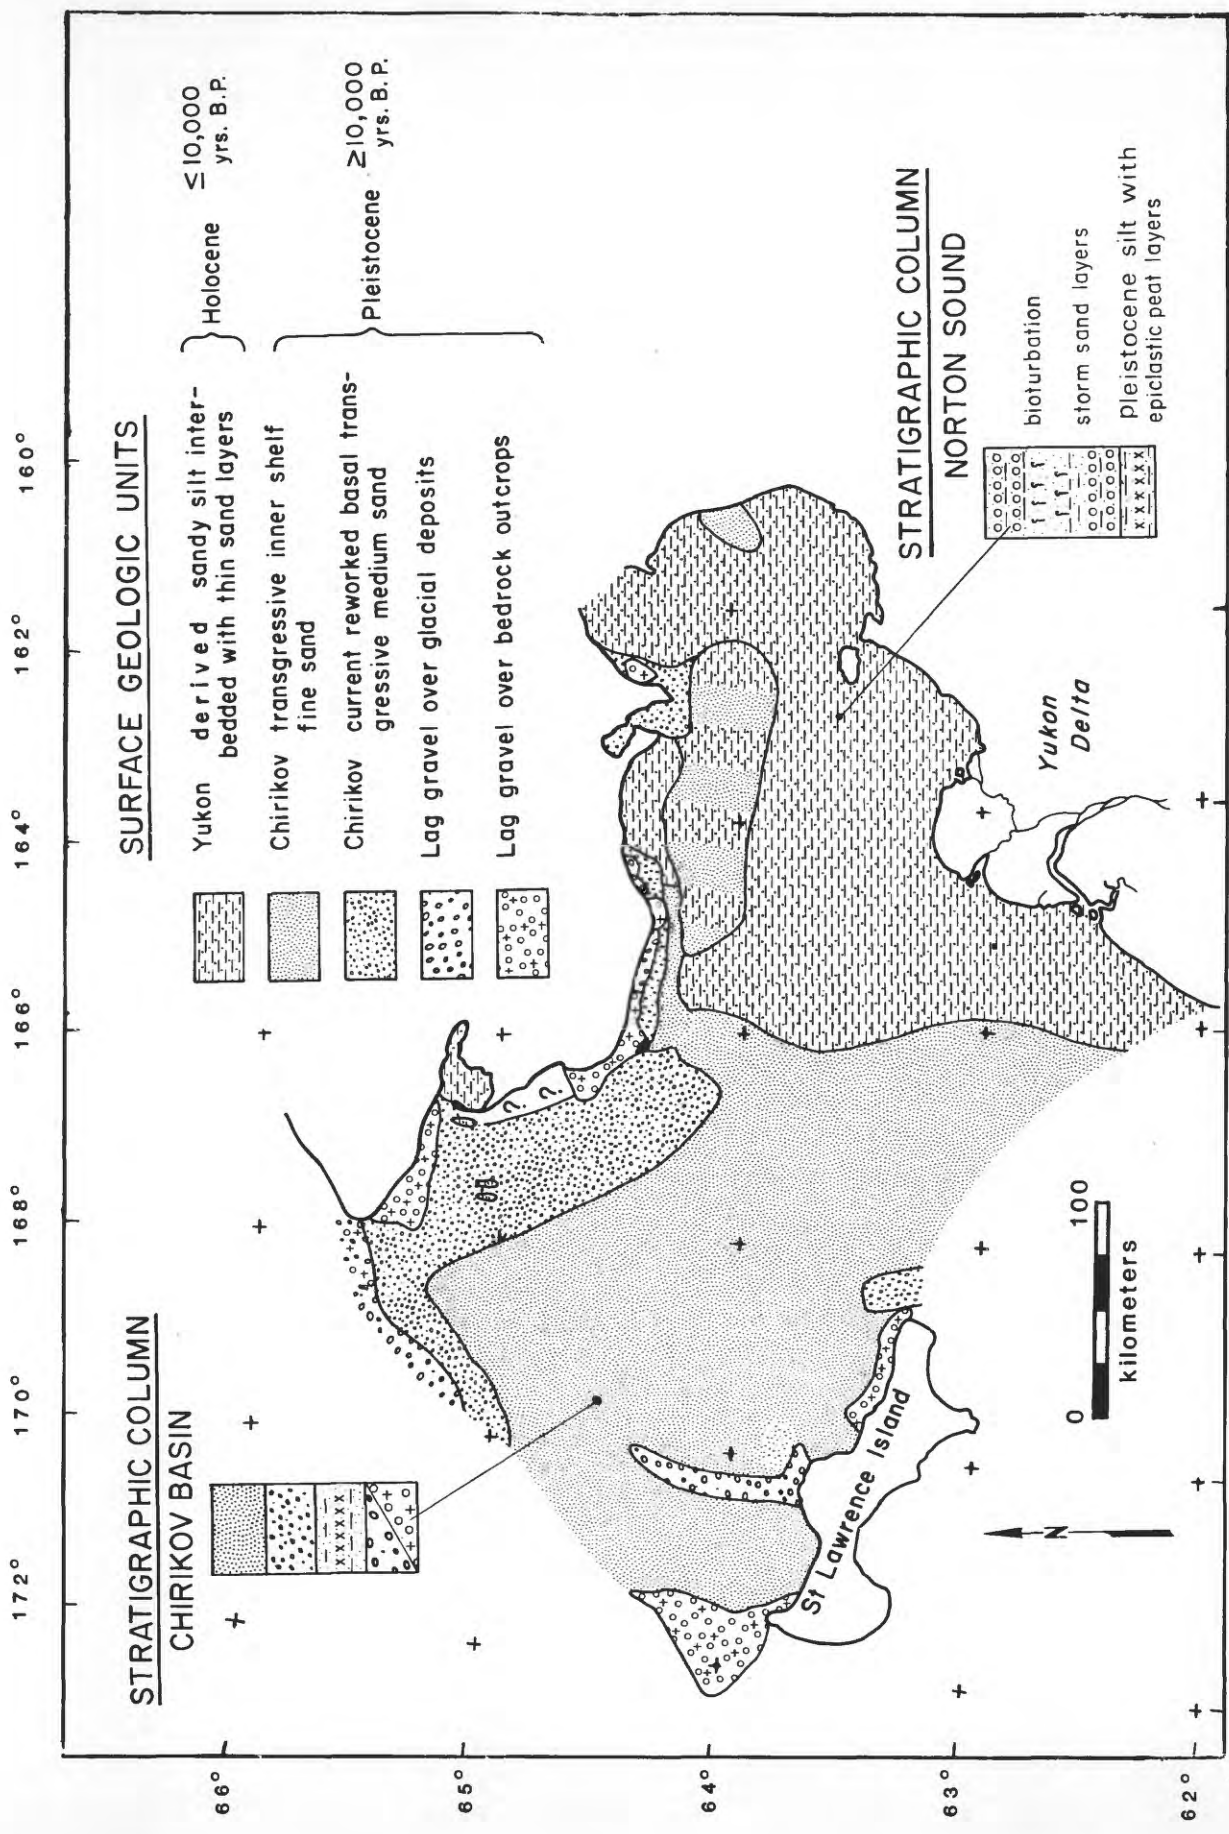 160°
162°
164°
166°
168°
170°
172°
66°
65°
64°
63°
62°
STRATIGRAPHIC COLUMN
CHIRIKOV BASIN
SURFACE GEOLOGIC UNITS
Yukon derived sandy silt inter-
bedded with thin sand layers
Chirikov transgressive inner shelf
fine sand
Chirikov current reworked basal trans-
gressive medium sand
Lag gravel over glacial deposits
Lag gravel over bedrock outcrops
Holocene ≤10,000
yrs. B.P.
Pleistocene ≥10,000
yrs. B.P.
? ?
St Lawrence Island
N
0 100
kilometers
Yukon
Delta
STRATIGRAPHIC COLUMN
NORTON SOUND
bioturbation
storm sand layers
Pleistocene silt with
epiclastic peat layers